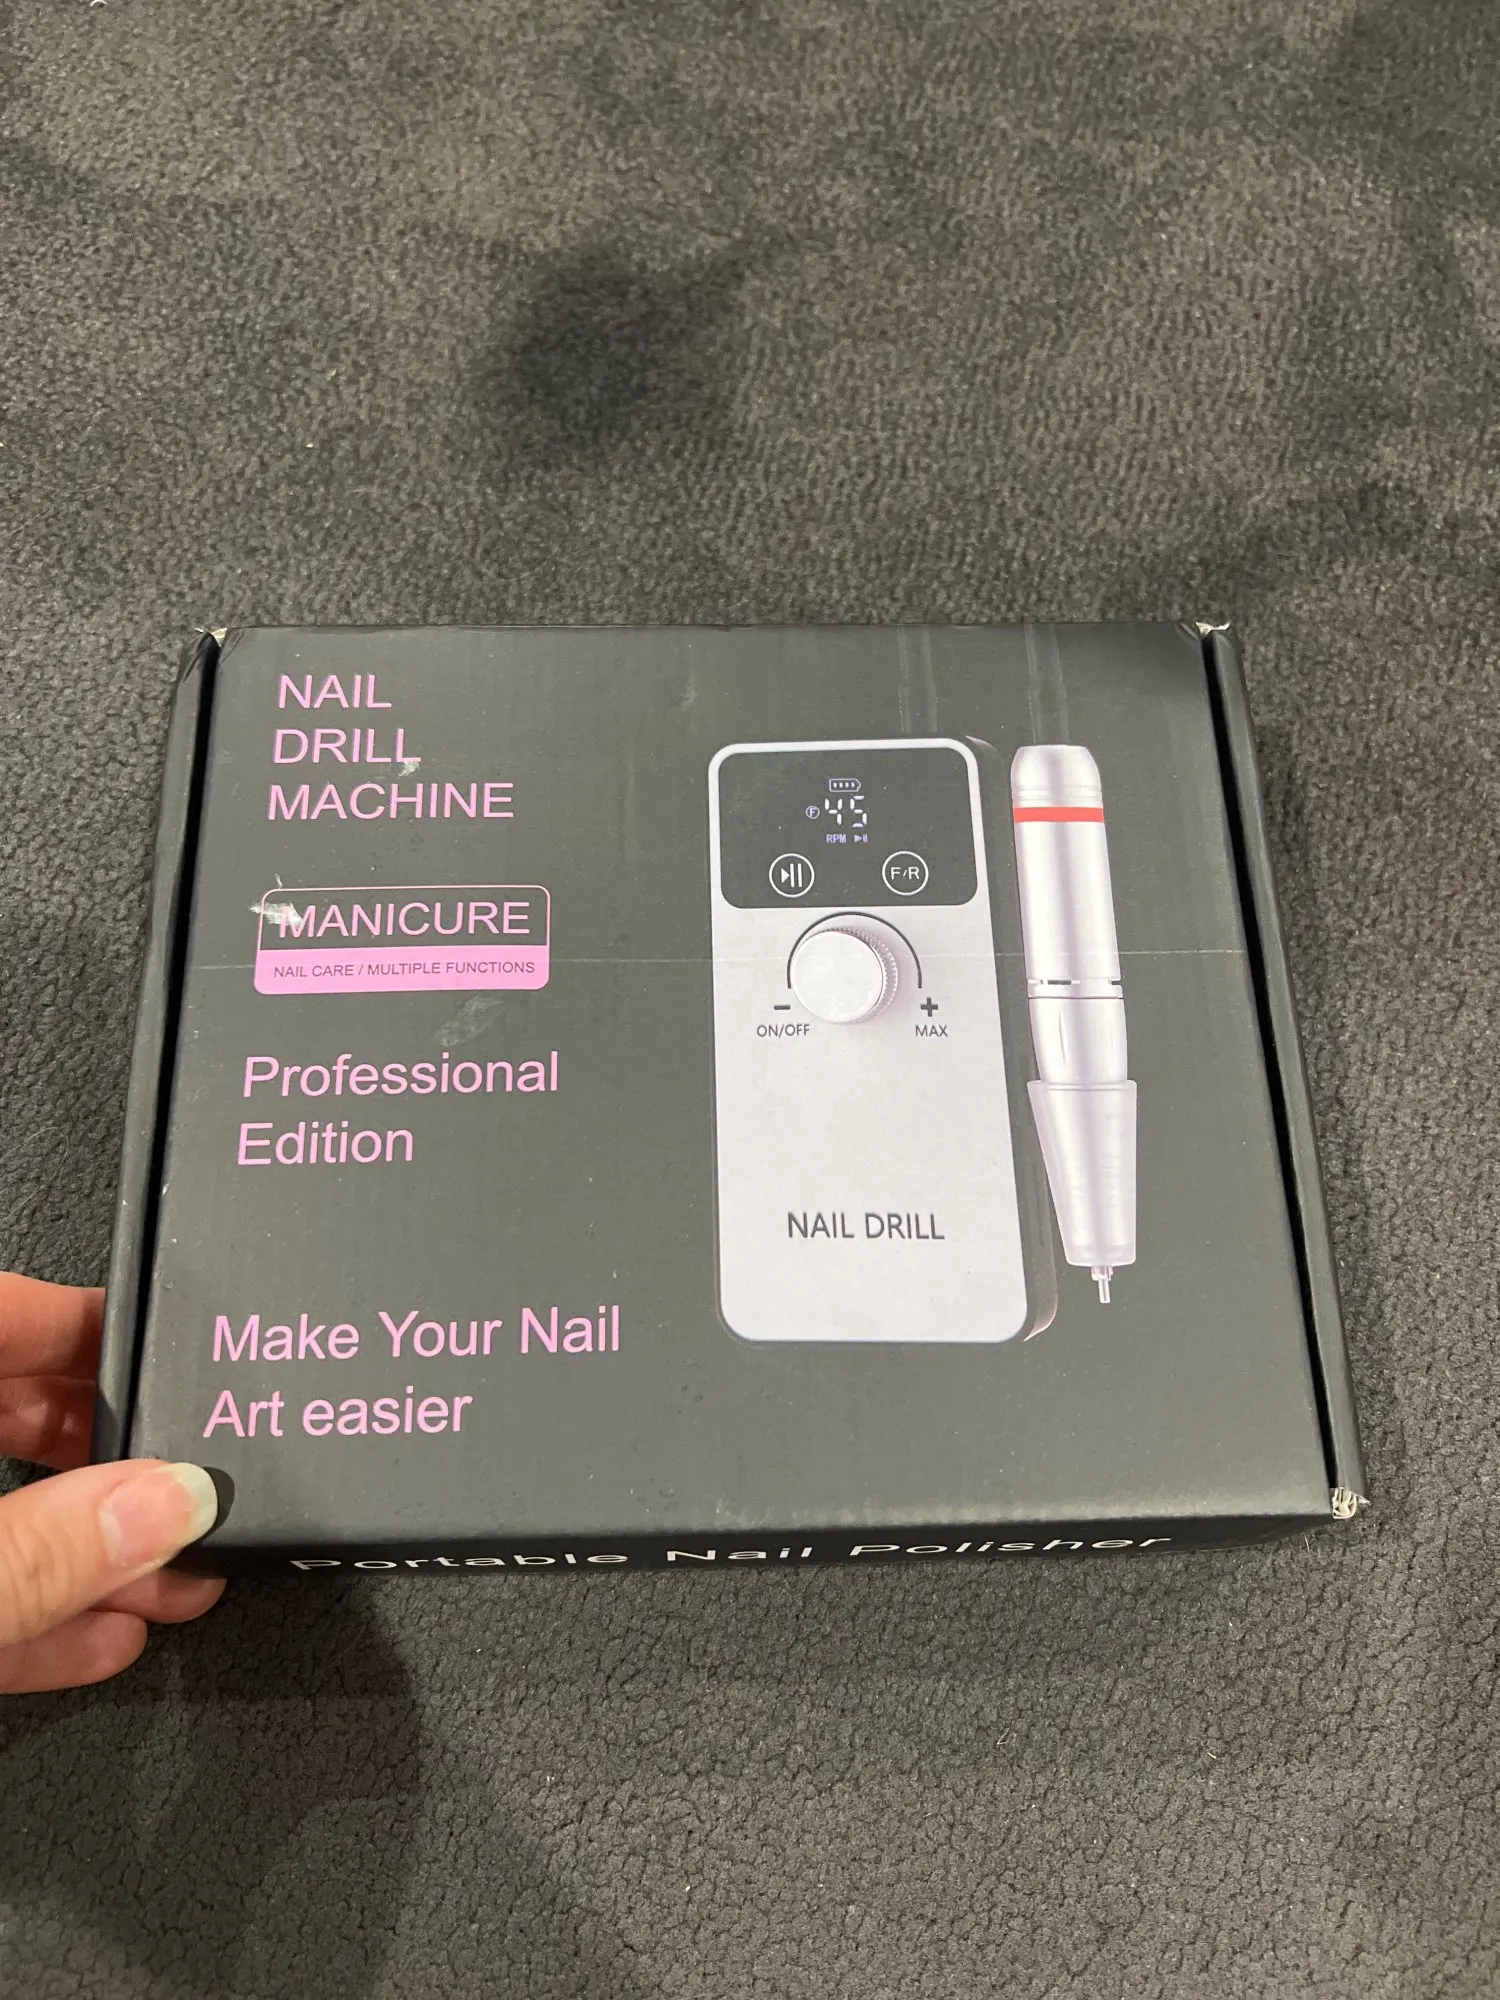 NAIL
DRILL
MACHINE
MANICURE
NAIL CARE / MULTIPLE FUNCTIONS
Professional
Edition
Make Your Nail
Art easier
F 45
RPM
F/R
- +
ON/OFF MAX
NAIL DRILL
Portable Nail Polisher